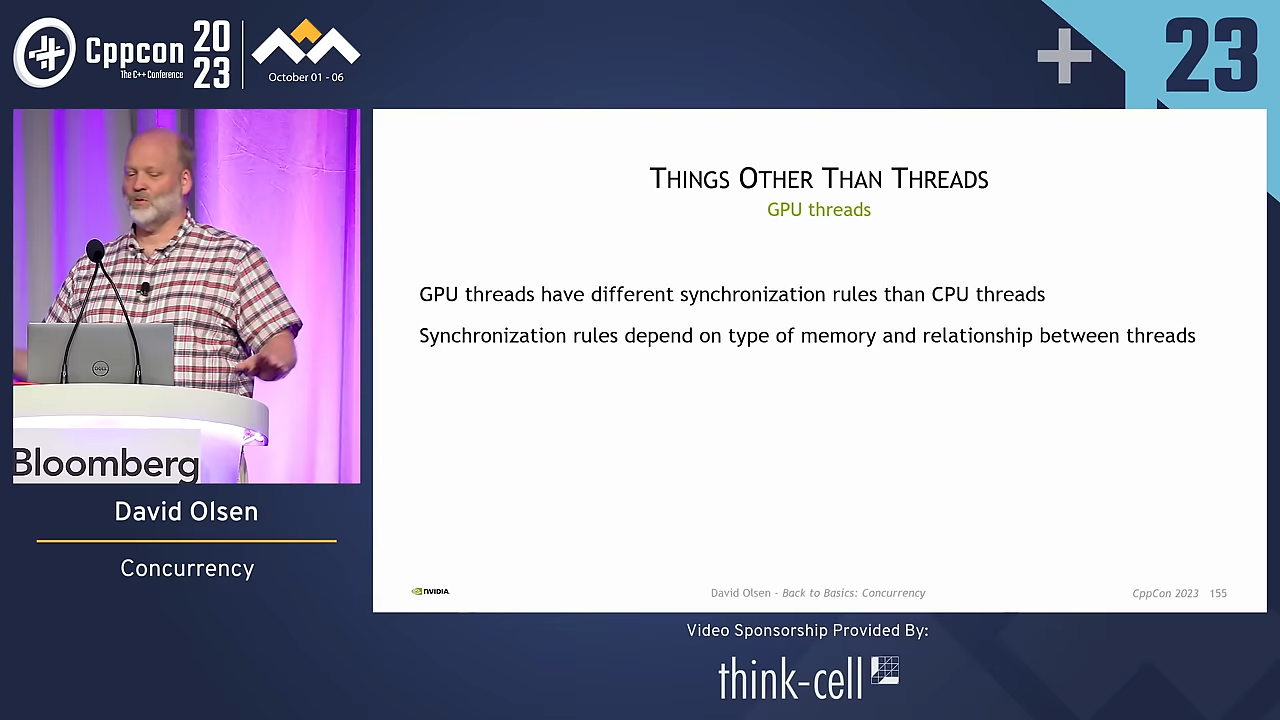 Cppcon
The C++ Conference
20
23
October 01 - 06
23
THINGS OTHER THAN THREADS
GPU threads
GPU threads have different synchronization rules than CPU threads
Synchronization rules depend on type of memory and relationship between threads
DELL
Bloomberg
David Olsen
Concurrency
NVIDIA.
David Olsen - Back to Basics: Concurrency
CppCon 2023 155
Video Sponsorship Provided By:
think-cell